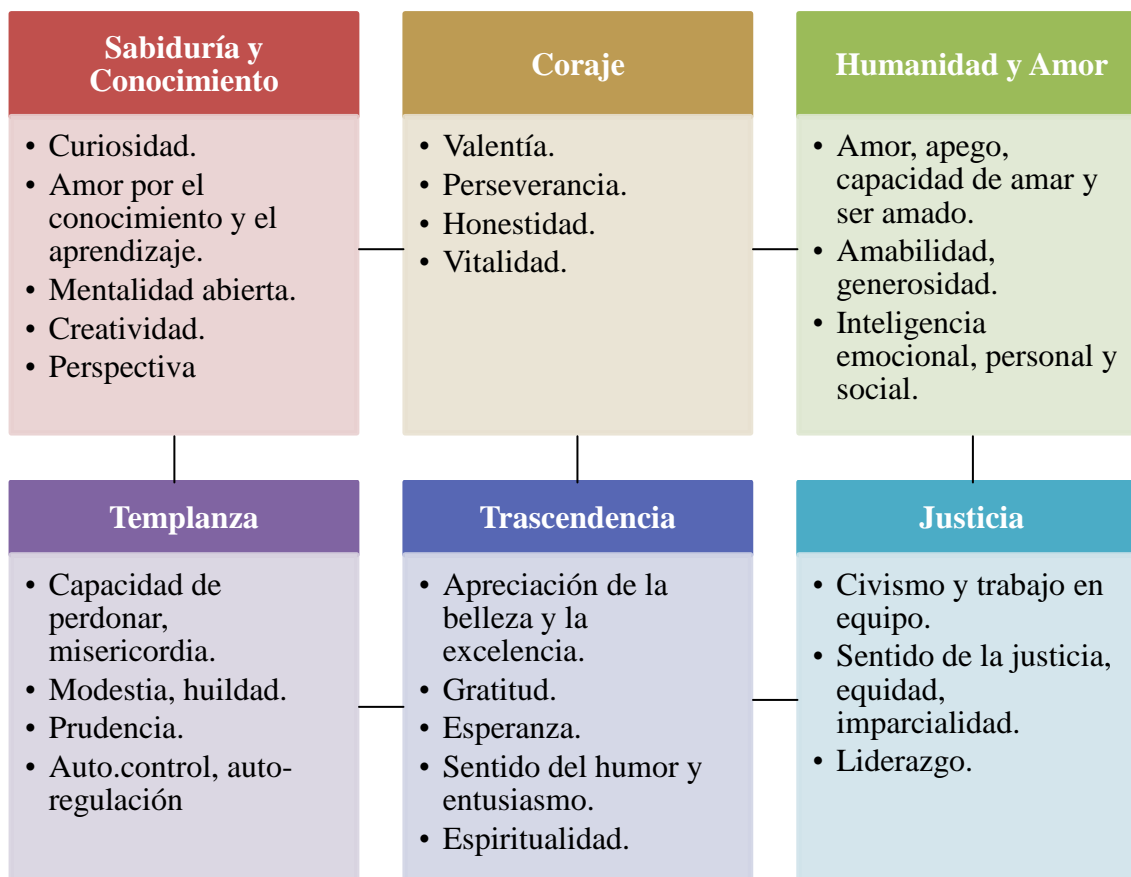 Sabiduría y
Conocimiento
• Curiosidad.
• Amor por el
conocimiento y el
aprendizaje.
• Mentalidad abierta.
• Creatividad.
• Perspectiva
Coraje
• Valentía.
• Perseverancia.
• Honestidad.
• Vitalidad.
Humanidad y Amor
• Amor, apego,
capacidad de amar y
ser amado.
• Amabilidad,
generosidad.
• Inteligencia
emocional, personal y
social.
Templanza
• Capacidad de
perdonar,
misericordia.
• Modestia, huildad.
• Prudencia.
• Auto.control, auto-
regulación
Trascendencia
• Apreciación de la
belleza y la
excelencia.
• Gratitud.
• Esperanza.
• Sentido del humor y
entusiasmo.
• Espiritualidad.
Justicia
• Civismo y trabajo en
equipo.
• Sentido de la justicia,
equidad,
imparcialidad.
• Liderazgo.